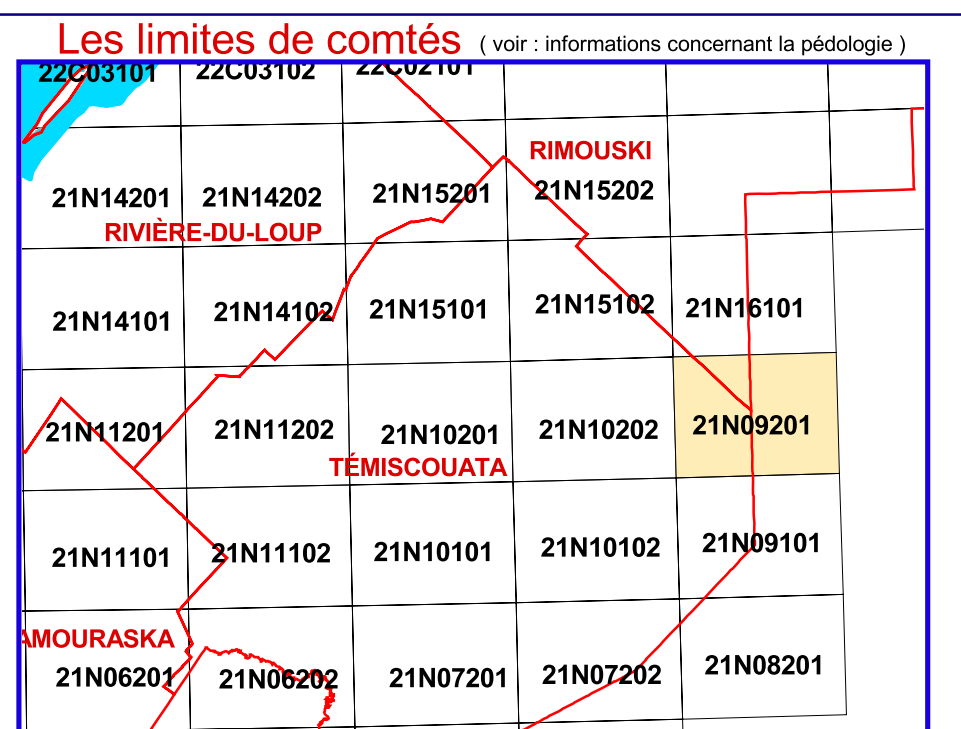 Les limites de comtés ( voir : informations concernant la pédologie )
22C03101 22C03102 22C02101
RIMOUSKI
21N14201 21N14202 21N15201 21N15202
RIVIÈRE-DU-LOUP
21N14101 21N14102 21N15101 21N15102 21N16101
21N11201 21N11202 21N10201 21N10202 21N09201
TÉMISCOUATA
21N11101 21N11102 21N10101 21N10102 21N09101
AMOURASKA
21N06201 21N06202 21N07201 21N07202 21N08201